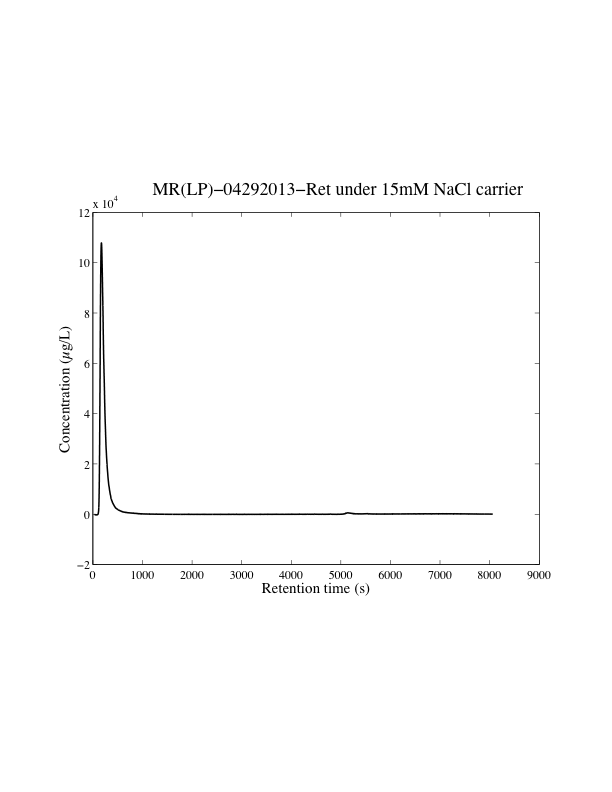 MR(LP)−04292013−Ret under 15mM NaCl carrier
x 10^4
12
10
8
6
4
2
0
−2
Concentration (µg/L)
0 1000 2000 3000 4000 5000 6000 7000 8000 9000
Retention time (s)